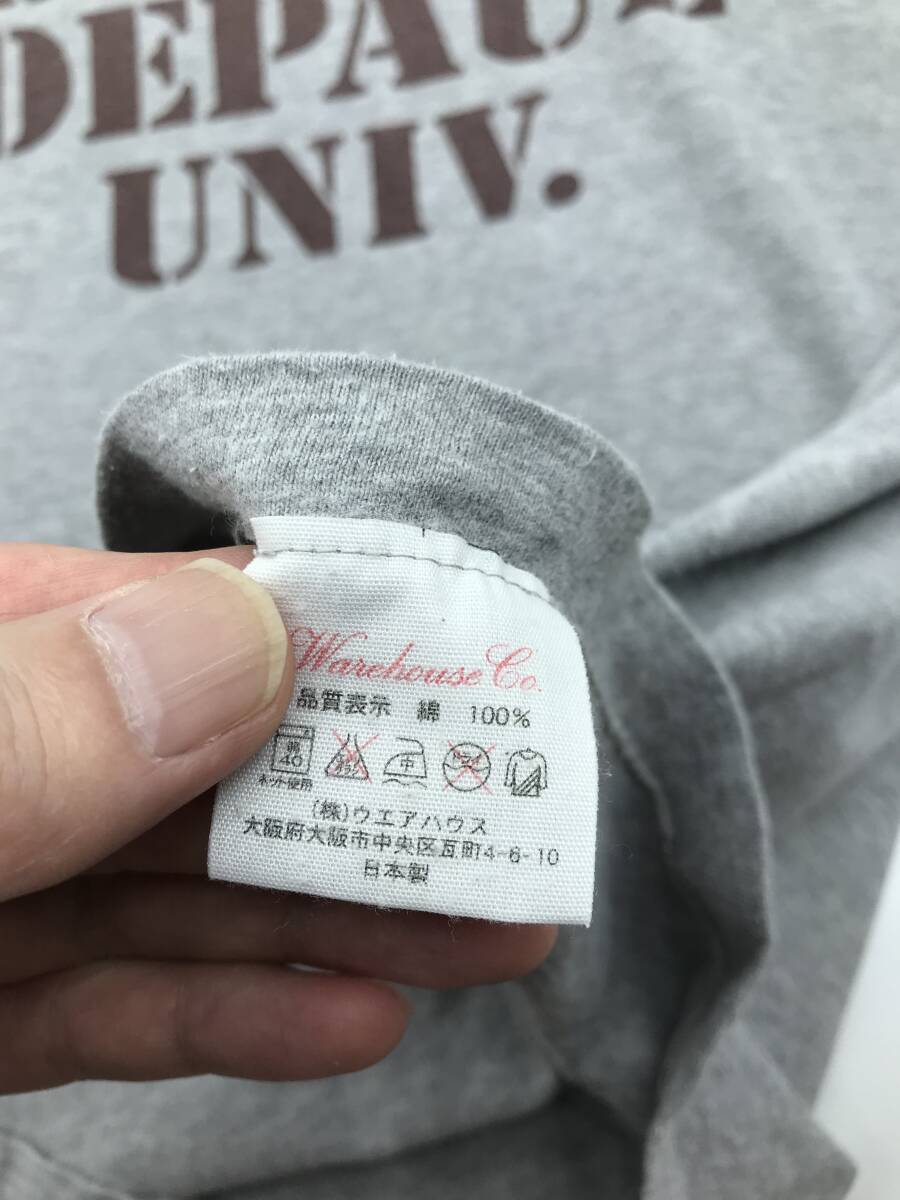 DEPAUL
UNIV.
Warehouse Co.
品質表示 綿 100%
40 中
ネット使用
(株)ウエアハウス
大阪府大阪市中央区瓦町4-6-10
日本製